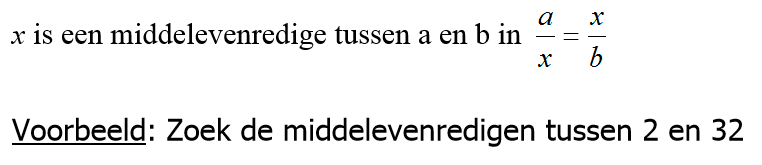 x is een middelevenredige tussen a en b in a/x = x/b
Voorbeeld: Zoek de middelevenredigen tussen 2 en 32